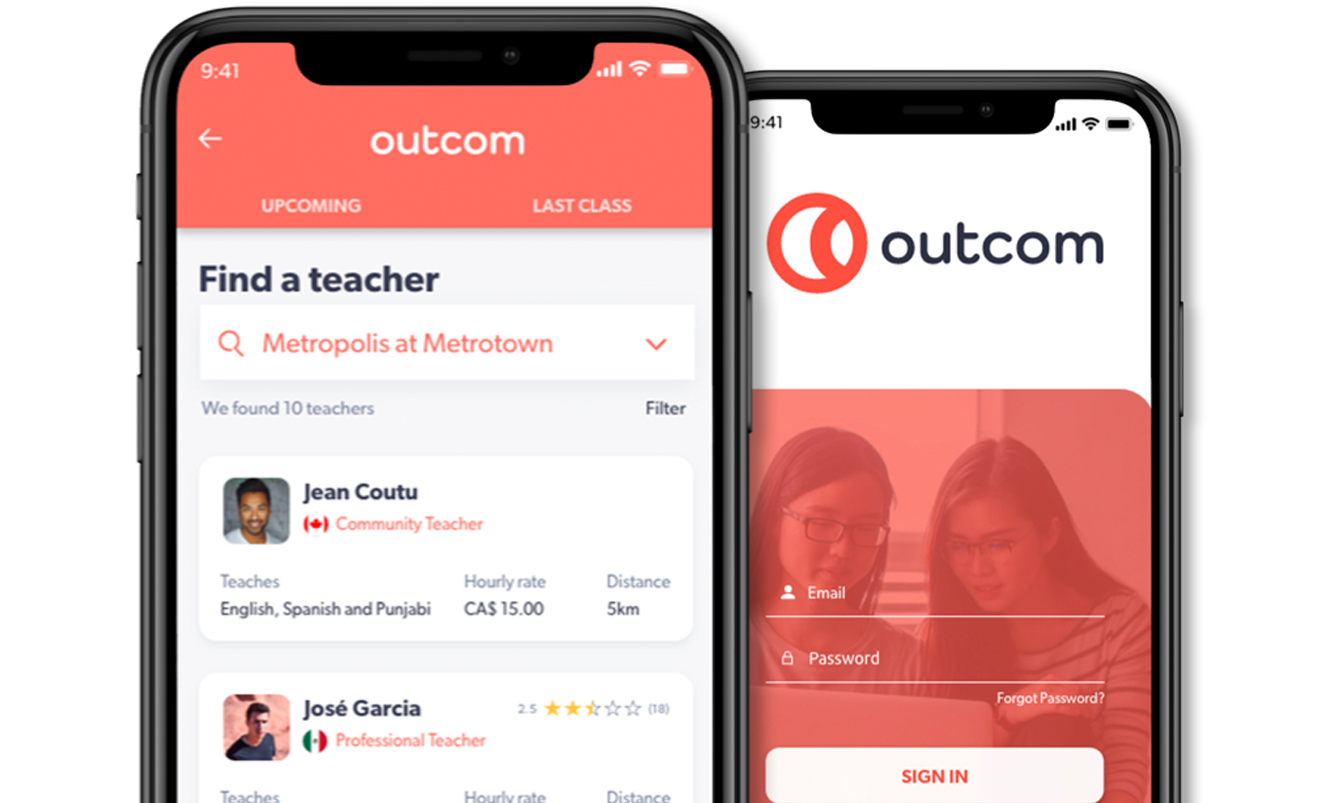 9:41
outcom
UPCOMING LAST CLASS
Find a teacher
Metropolis at Metrotown
We found 10 teachers Filter
Jean Coutu
Community Teacher
Teaches Hourly rate Distance
English, Spanish and Punjabi CA$ 15.00 5km
José Garcia 2.5 (18)
Professional Teacher
Teaches Hourly rate Distance
9:41
outcom
Email
Password
Forgot Password?
SIGN IN